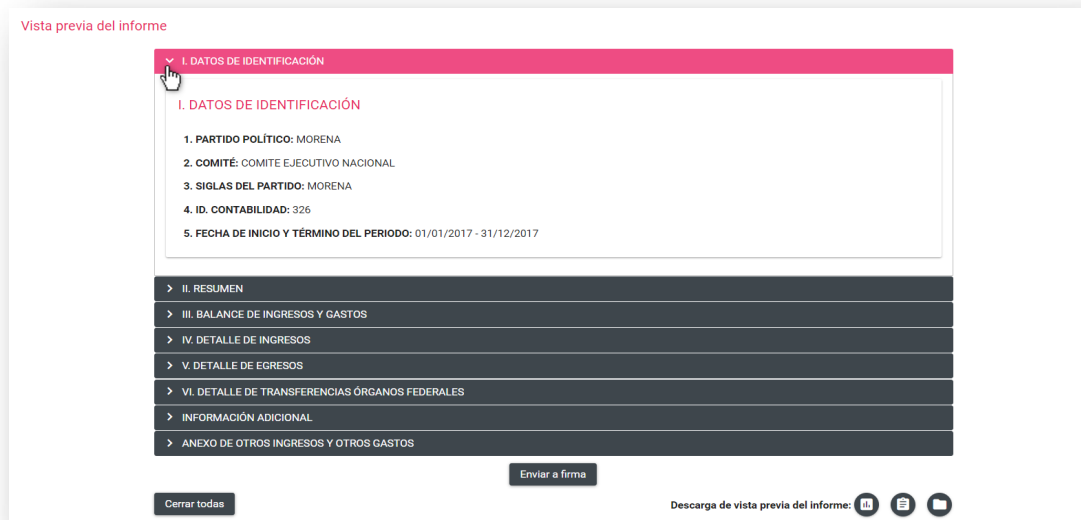 Vista previa del informe
I. DATOS DE IDENTIFICACIÓN
I. DATOS DE IDENTIFICACIÓN
1. PARTIDO POLÍTICO: MORENA
2. COMITÉ: COMITE EJECUTIVO NACIONAL
3. SIGLAS DEL PARTIDO: MORENA
4. ID. CONTABILIDAD: 326
5. FECHA DE INICIO Y TÉRMINO DEL PERIODO: 01/01/2017 - 31/12/2017
II. RESUMEN
III. BALANCE DE INGRESOS Y GASTOS
IV. DETALLE DE INGRESOS
V. DETALLE DE EGRESOS
VI. DETALLE DE TRANSFERENCIAS ÓRGANOS FEDERALES
INFORMACIÓN ADICIONAL
ANEXO DE OTROS INGRESOS Y OTROS GASTOS
Enviar a firma
Cerrar todas
Descarga de vista previa del informe: